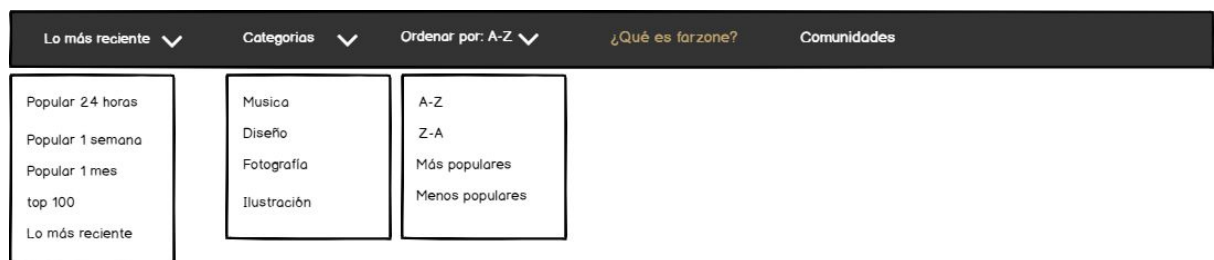 Lo más reciente
Categorias
Ordenar por: A-Z
¿Qué es farzone?
Comunidades
Popular 24 horas
Popular 1 semana
Popular 1 mes
top 100
Lo más reciente
Musica
Diseño
Fotografía
Ilustración
A-Z
Z-A
Más populares
Menos populares